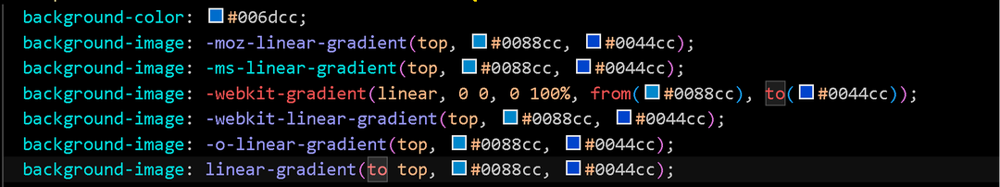 background-color: #006dcc;
background-image: -moz-linear-gradient(top, #0088cc, #0044cc);
background-image: -ms-linear-gradient(top, #0088cc, #0044cc);
background-image: -webkit-gradient(linear, 0 0, 0 100%, from(#0088cc), to(#0044cc));
background-image: -webkit-linear-gradient(top, #0088cc, #0044cc);
background-image: -o-linear-gradient(top, #0088cc, #0044cc);
background-image: linear-gradient(to top, #0088cc, #0044cc);